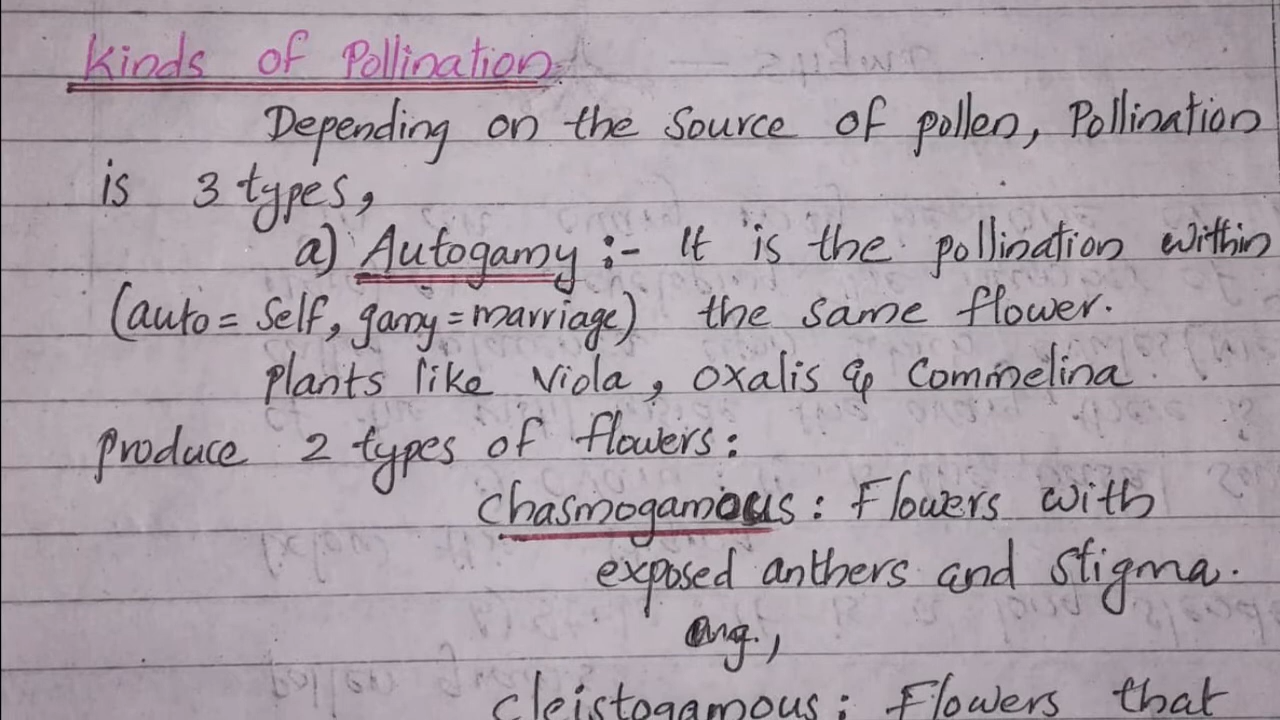 Kinds of Pollination
Depending on the source of pollen, Pollination
is 3 types,
a) Autogamy :- It is the pollination within
(auto = Self, gamy = marriage) the same flower.
plants like Viola, oxalis & Commelina
produce 2 types of flowers:
chasmogamous : Flowers with
exposed anthers and stigma.
cleistogamous : Flowers that